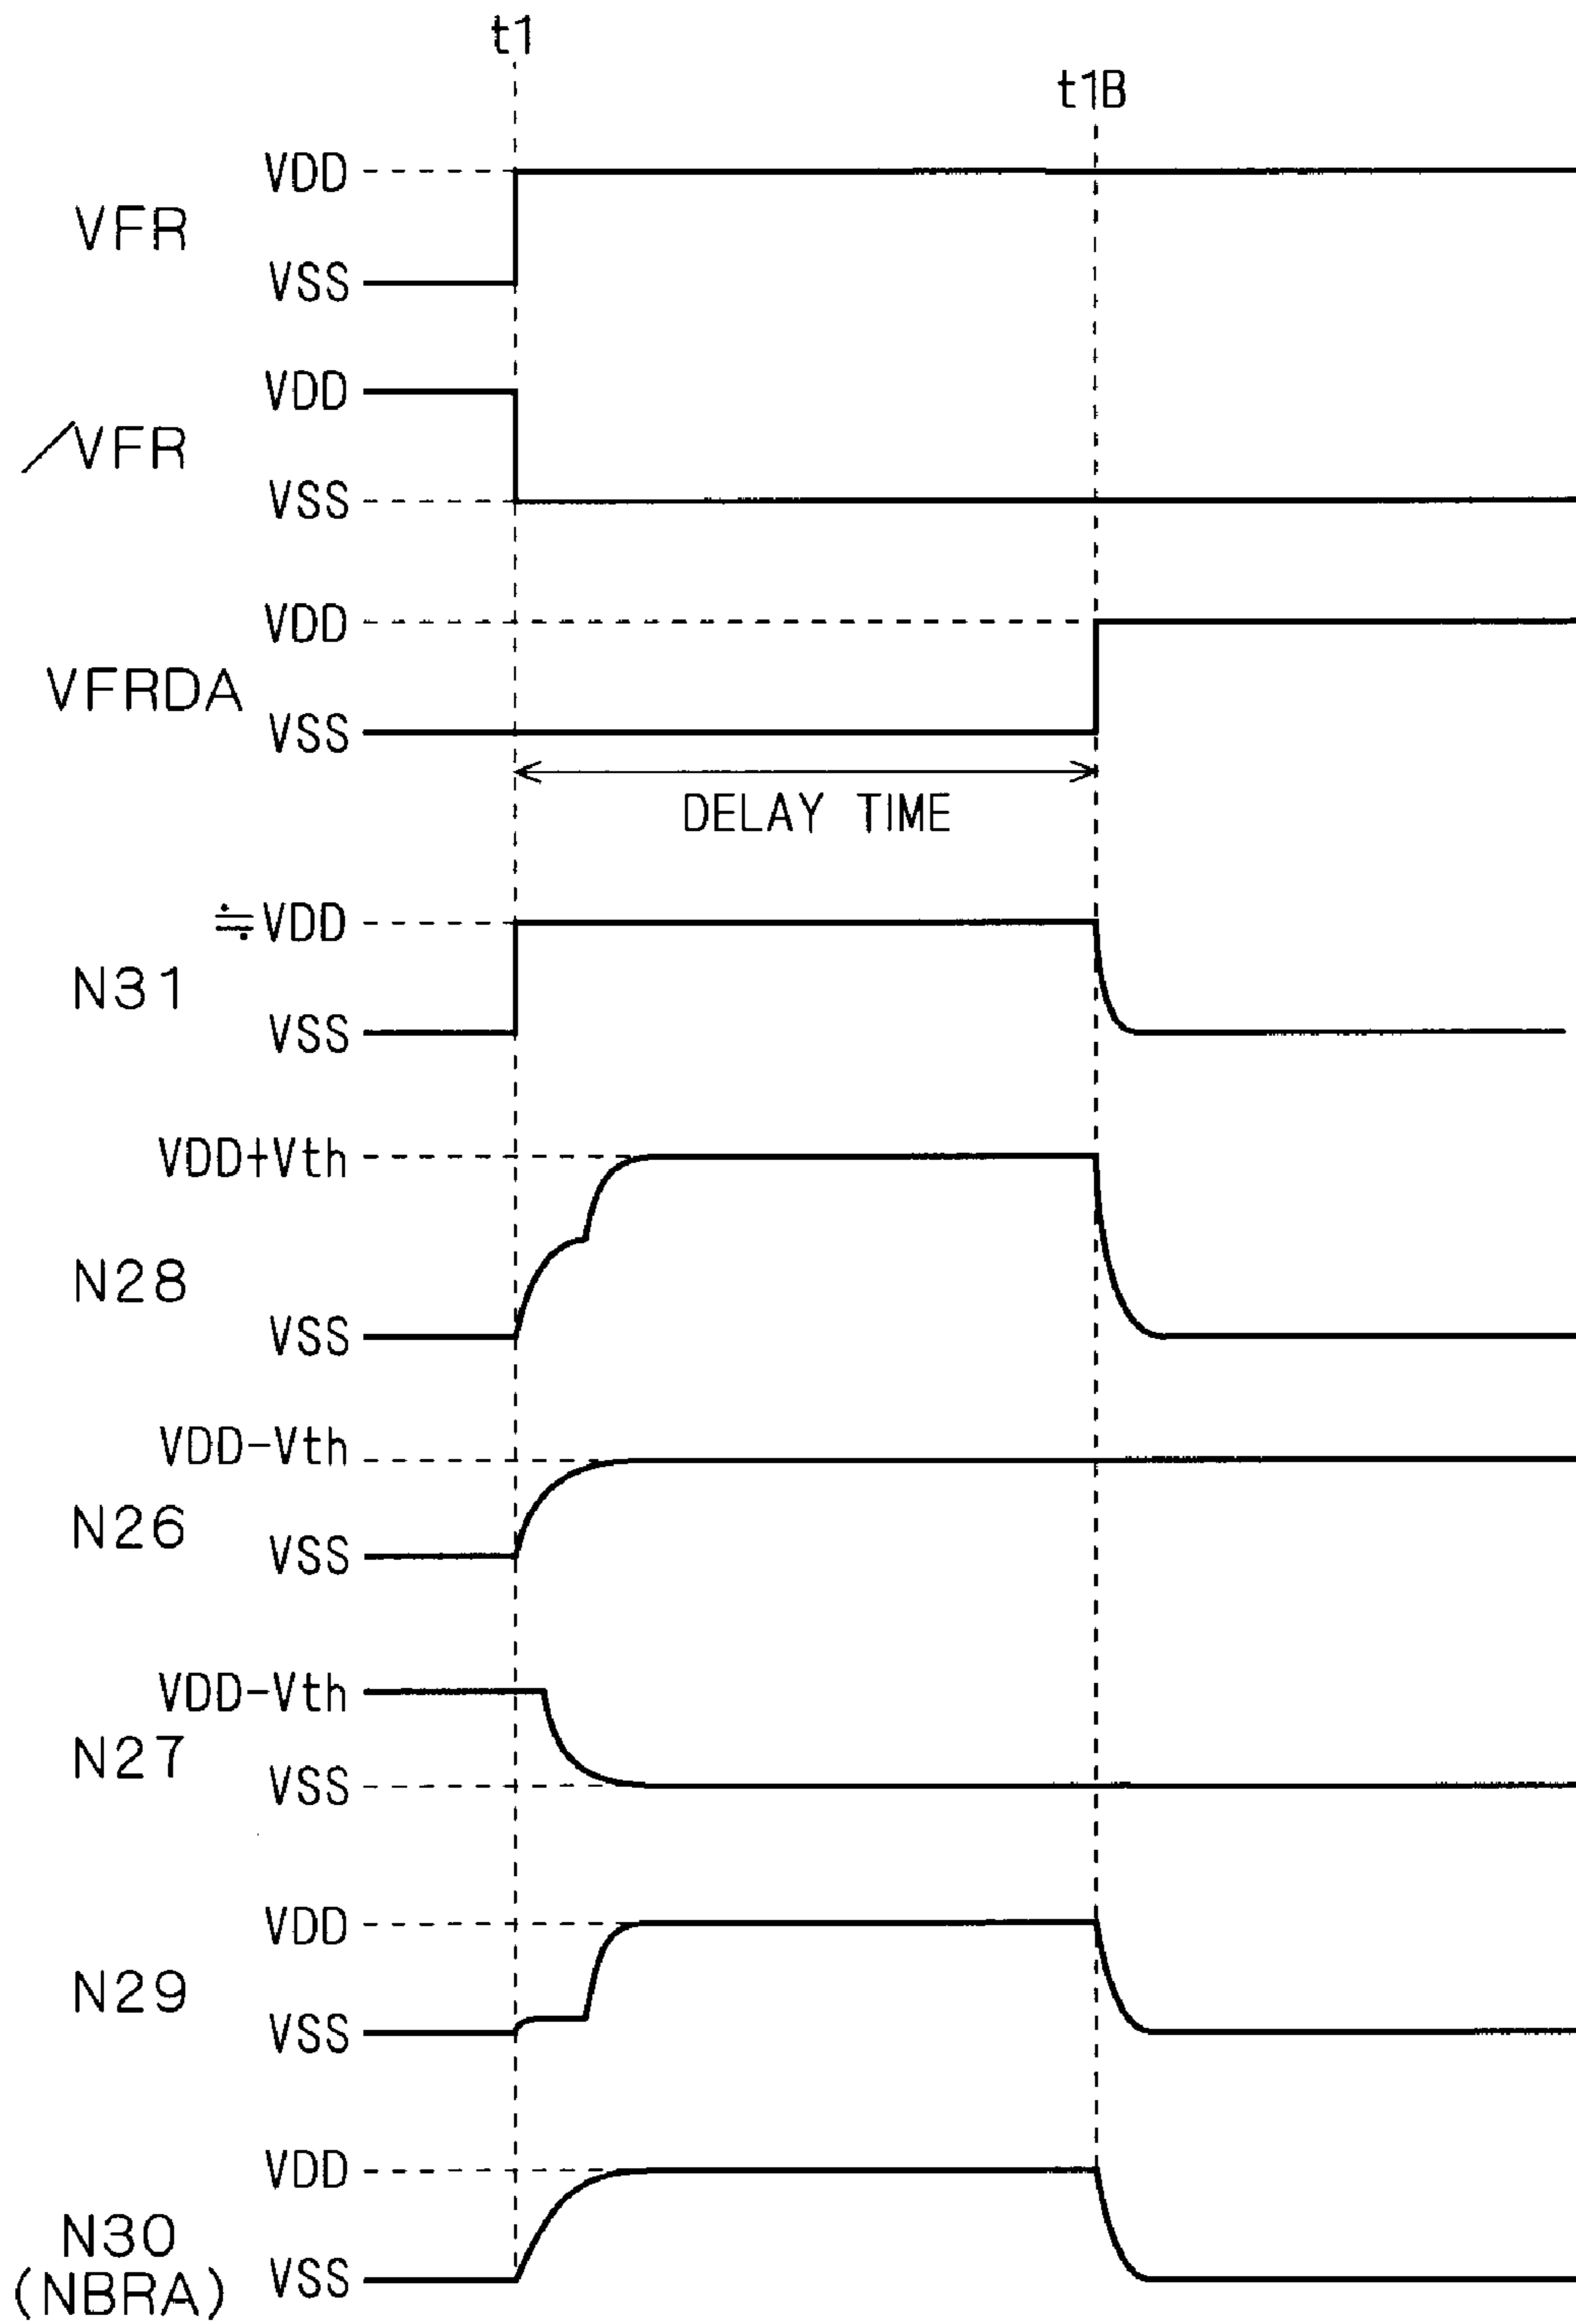 t1
t1B
VDD
VFR
VSS
VDD
/VFR
VSS
VDD
VFRDA
VSS
DELAY TIME
≒VDD
N31
VSS
VDD+Vth
N28
VSS
VDD-Vth
N26
VSS
VDD-Vth
N27
VSS
VDD
N29
VSS
VDD
N30
(NBRA)
VSS